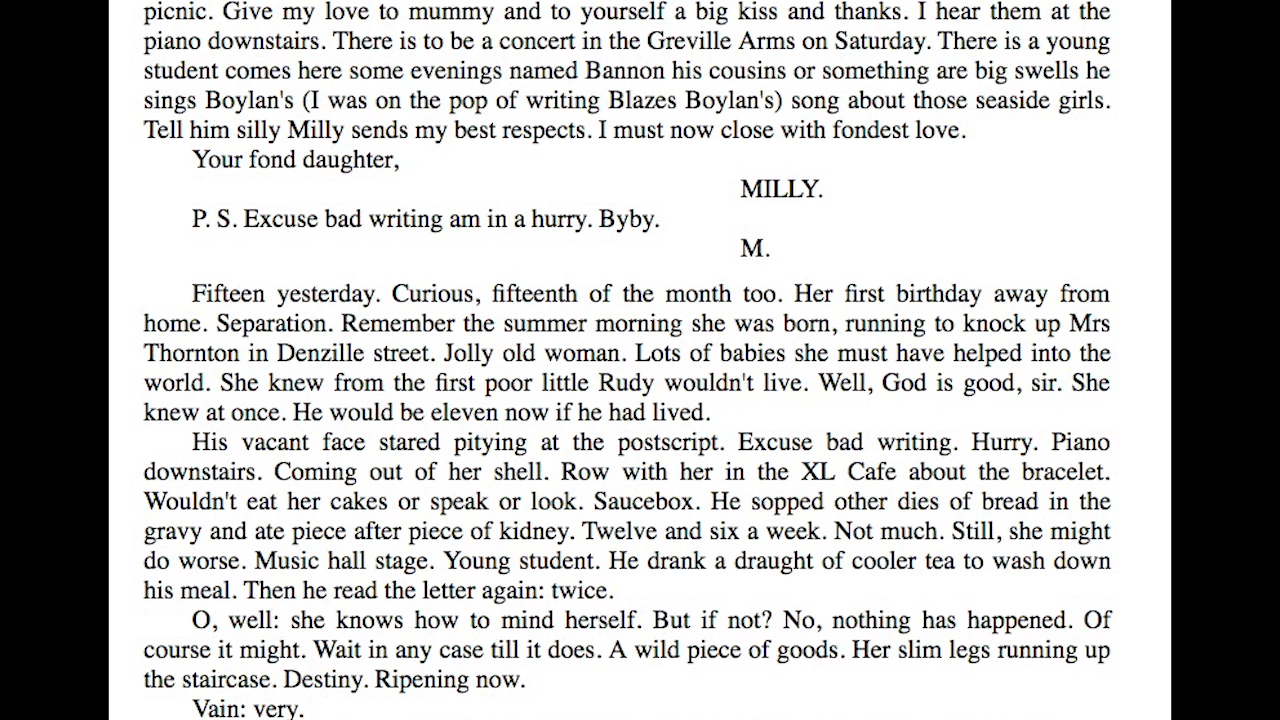 picnic. Give my love to mummy and to yourself a big kiss and thanks. I hear them at the
piano downstairs. There is to be a concert in the Greville Arms on Saturday. There is a young
student comes here some evenings named Bannon his cousins or something are big swells he
sings Boylan's (I was on the pop of writing Blazes Boylan's) song about those seaside girls.
Tell him silly Milly sends my best respects. I must now close with fondest love.
Your fond daughter,
MILLY.
P. S. Excuse bad writing am in a hurry. Byby.
M.
Fifteen yesterday. Curious, fifteenth of the month too. Her first birthday away from
home. Separation. Remember the summer morning she was born, running to knock up Mrs
Thornton in Denzille street. Jolly old woman. Lots of babies she must have helped into the
world. She knew from the first poor little Rudy wouldn't live. Well, God is good, sir. She
knew at once. He would be eleven now if he had lived.
His vacant face stared pitying at the postscript. Excuse bad writing. Hurry. Piano
downstairs. Coming out of her shell. Row with her in the XL Cafe about the bracelet.
Wouldn't eat her cakes or speak or look. Saucebox. He sopped other dies of bread in the
gravy and ate piece after piece of kidney. Twelve and six a week. Not much. Still, she might
do worse. Music hall stage. Young student. He drank a draught of cooler tea to wash down
his meal. Then he read the letter again: twice.
O, well: she knows how to mind herself. But if not? No, nothing has happened. Of
course it might. Wait in any case till it does. A wild piece of goods. Her slim legs running up
the staircase. Destiny. Ripening now.
Vain: very.